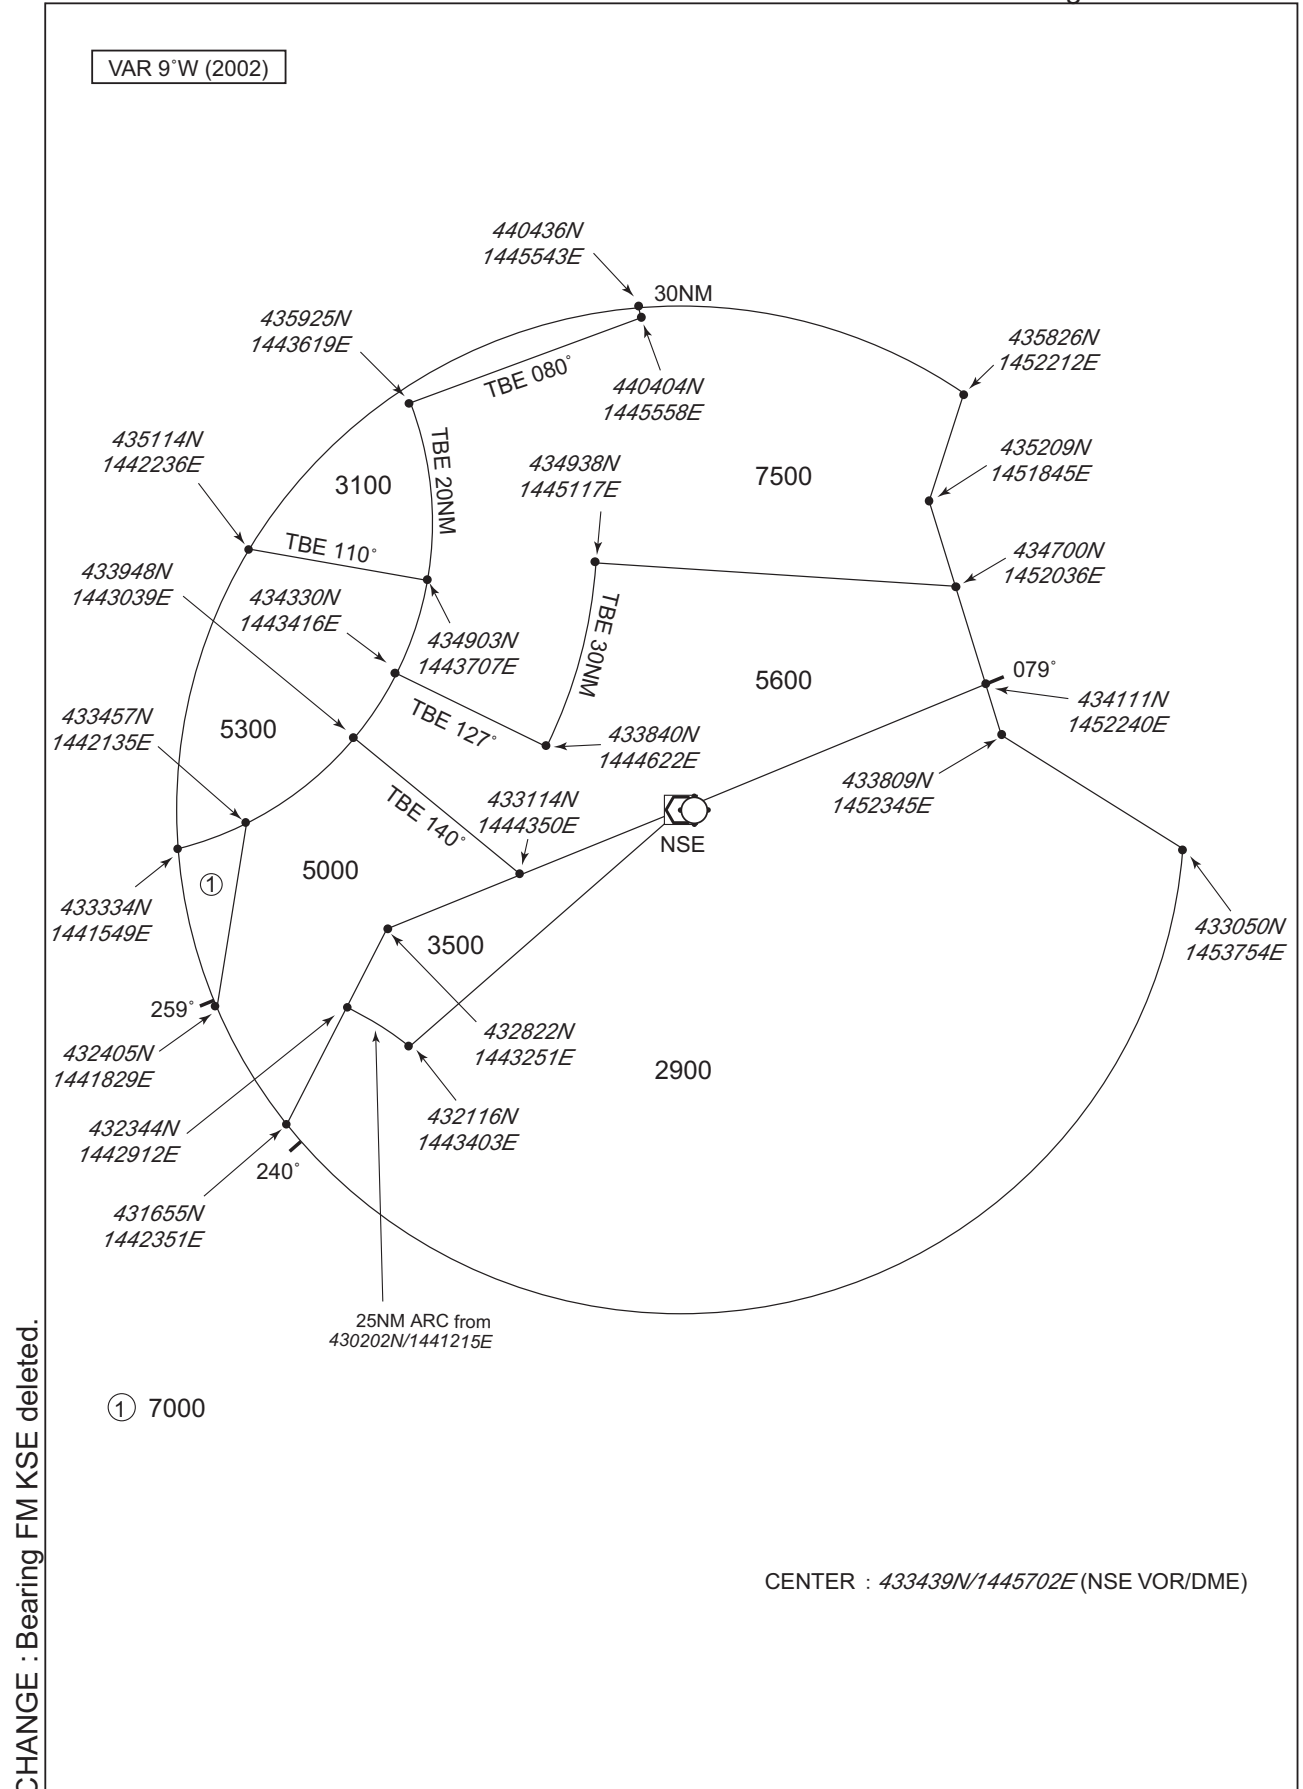 VAR 9˚W (2002)
440436N
1445543E
30NM
435925N
1443619E
435826N
1452212E
TBE 080˚
440404N
1445558E
435114N
1442236E
TBE 20NM
434938N
1445117E
435209N
1451845E
3100
7500
TBE 110˚
433948N
1443039E
434330N
1443416E
434903N
1443707E
434700N
1452036E
TBE 30NM
5600
079˚
434111N
1452240E
433457N
1442135E
5300
TBE 127˚
433840N
1444622E
433809N
1452345E
TBE 140˚
433114N
1444350E
NSE
5000
1
433334N
1441549E
433050N
1453754E
3500
259˚
432405N
1441829E
432822N
1443251E
2900
432344N
1442912E
432116N
1443403E
240˚
431655N
1442351E
25NM ARC from
430202N/1441215E
1 7000
CENTER : 433439N/1445702E (NSE VOR/DME)
CHANGE : Bearing FM KSE deleted.